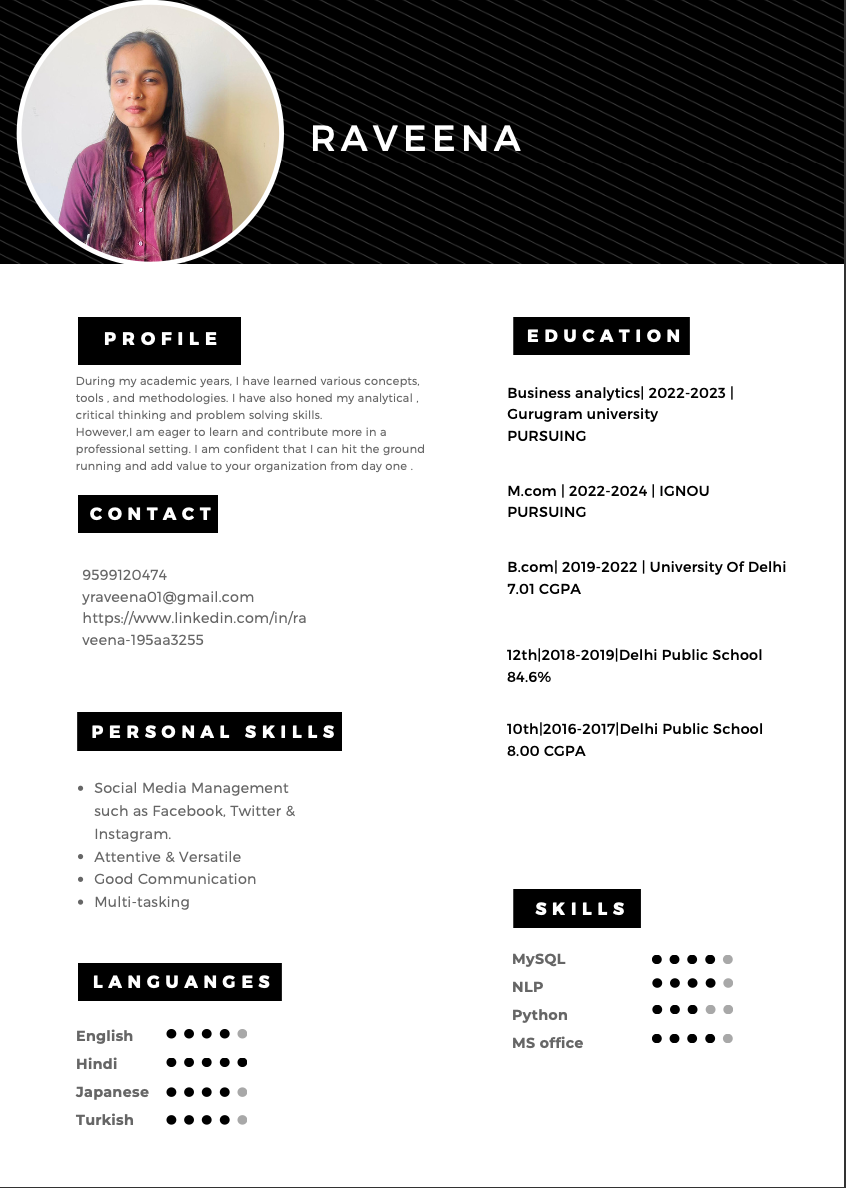 RAVEENA
PROFILE
During my academic years, I have learned various concepts,
tools , and methodologies. I have also honed my analytical ,
critical thinking and problem solving skills.
However,I am eager to learn and contribute more in a
professional setting. I am confident that I can hit the ground
running and add value to your organization from day one .
CONTACT
9599120474
yraveena01@gmail.com
https://www.linkedin.com/in/ra
veena-195aa3255
PERSONAL SKILLS
• Social Media Management
such as Facebook, Twitter &
Instagram.
• Attentive & Versatile
• Good Communication
• Multi-tasking
LANGUANGES
English
Hindi
Japanese
Turkish
EDUCATION
Business analytics| 2022-2023 |
Gurugram university
PURSUING
M.com | 2022-2024 | IGNOU
PURSUING
B.com| 2019-2022 | University Of Delhi
7.01 CGPA
12th|2018-2019|Delhi Public School
84.6%
10th|2016-2017|Delhi Public School
8.00 CGPA
SKILLS
MySQL
NLP
Python
MS office